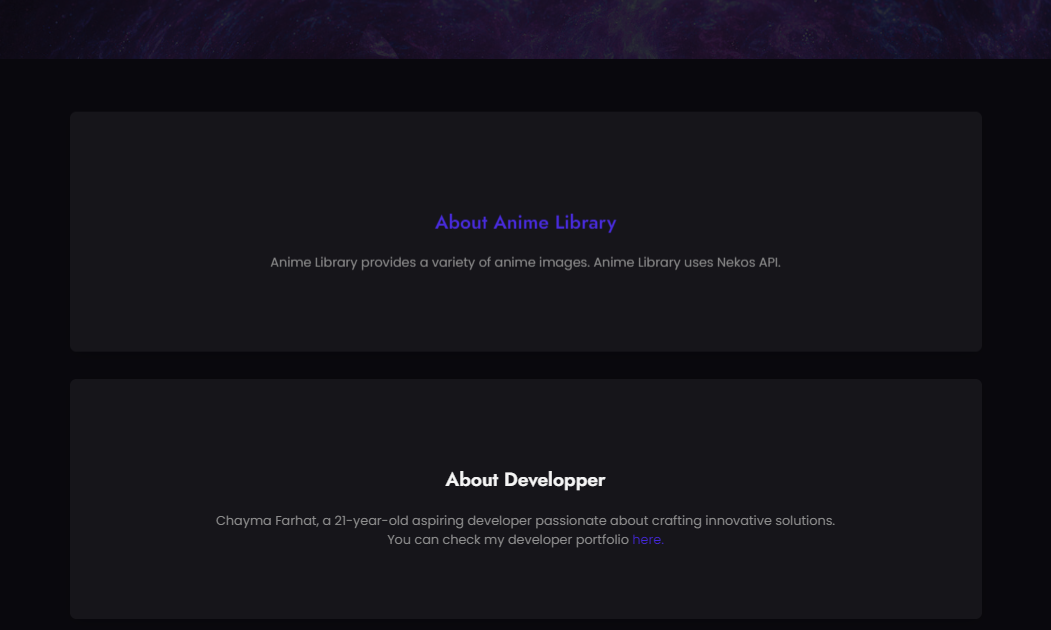 About Anime Library
Anime Library provides a variety of anime images. Anime Library uses Nekos API.
About Developper
Chayma Farhat, a 21-year-old aspiring developer passionate about crafting innovative solutions.
You can check my developer portfolio here.